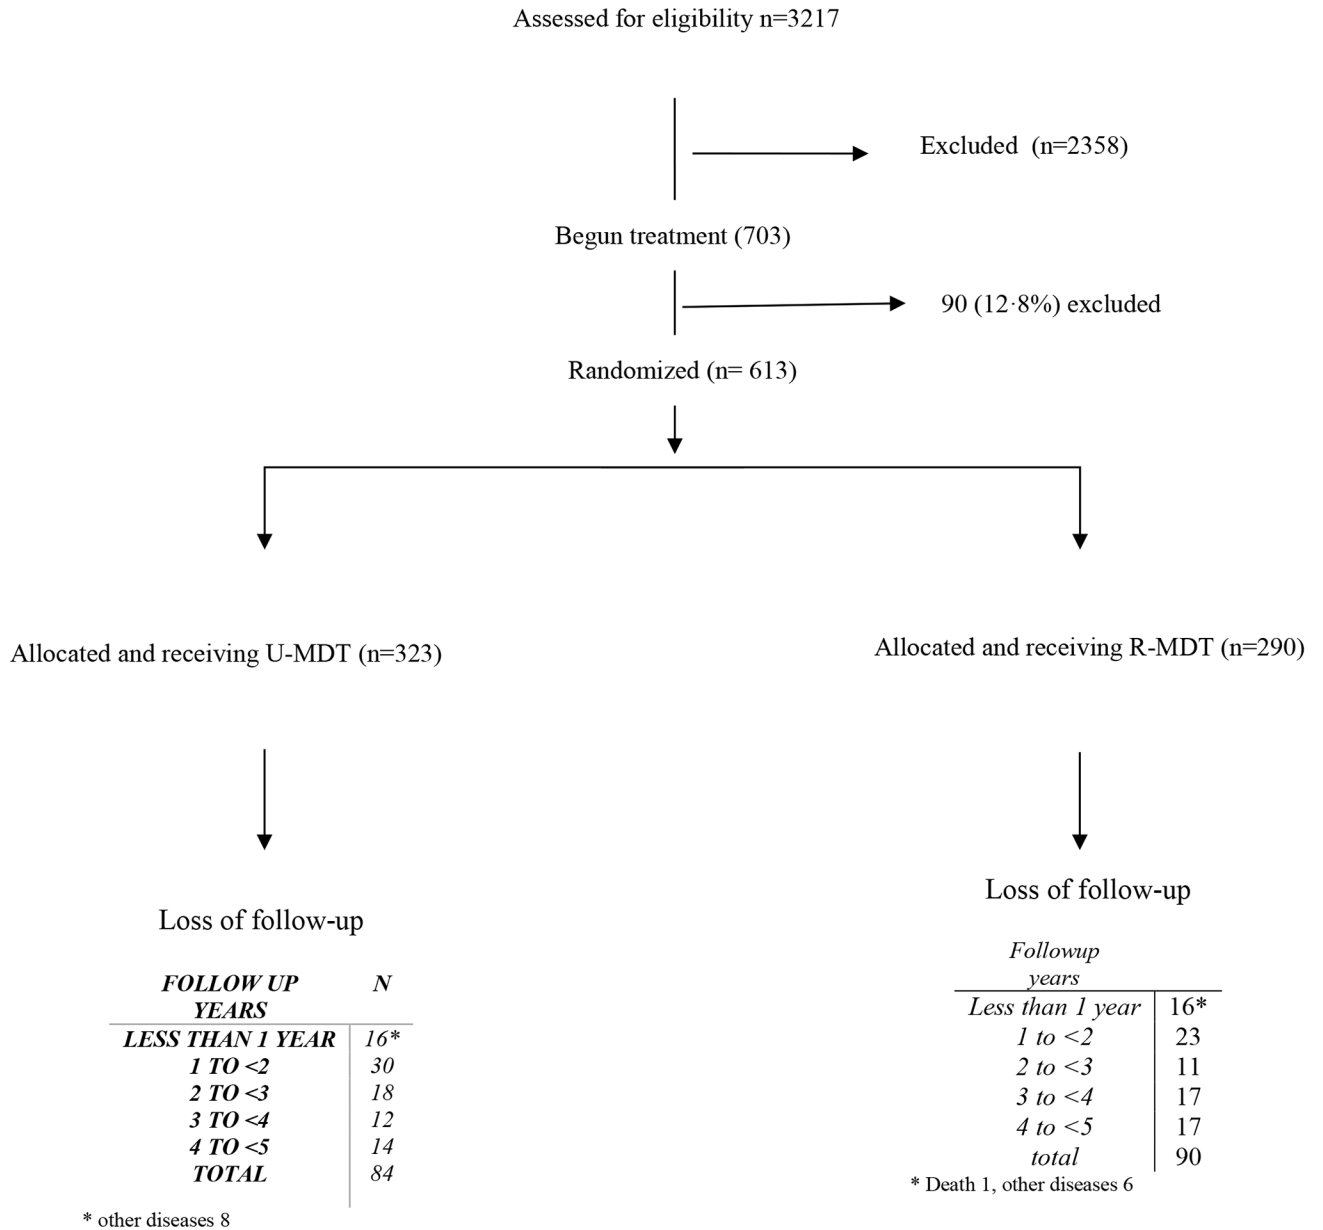 Assessed for eligibility n=3217
Excluded (n=2358)
Begun treatment (703)
90 (12·8%) excluded
Randomized (n= 613)
Allocated and receiving U-MDT (n=323)
Allocated and receiving R-MDT (n=290)
Loss of follow-up
FOLLOW UP N
YEARS
LESS THAN 1 YEAR 16*
1 TO <2 30
2 TO <3 18
3 TO <4 12
4 TO <5 14
TOTAL 84
* other diseases 8
Loss of follow-up
Followup
years
Less than 1 year 16*
1 to <2 23
2 to <3 11
3 to <4 17
4 to <5 17
total 90
* Death 1, other diseases 6